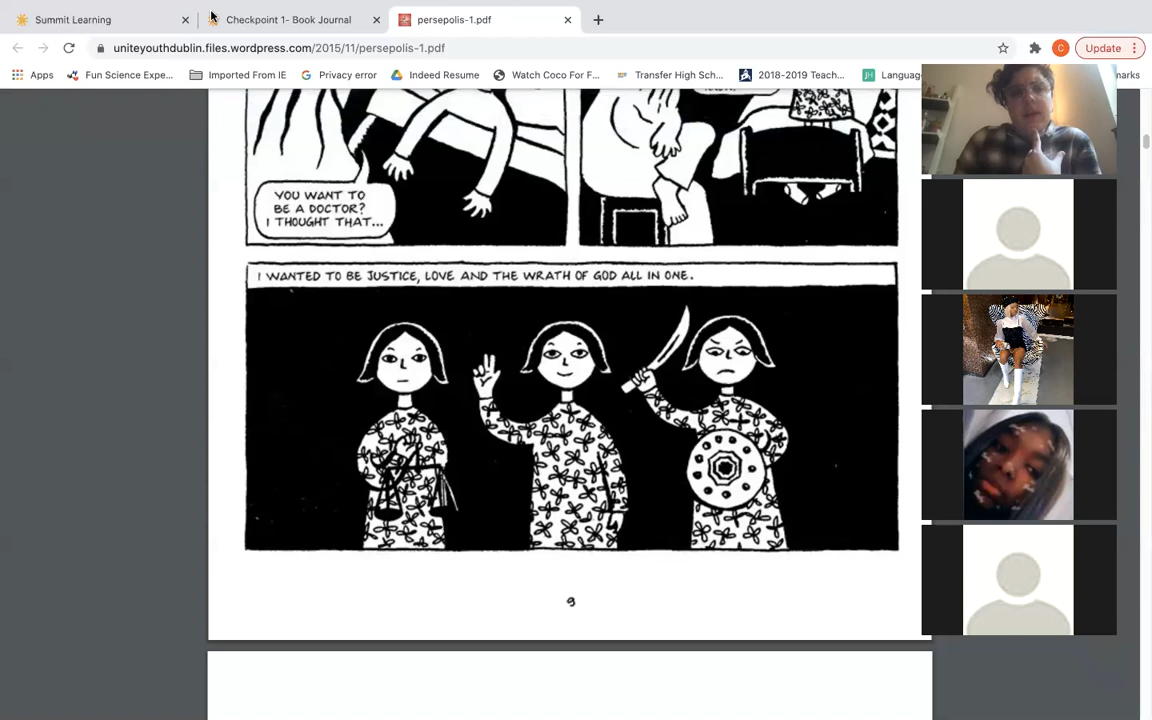 Summit Learning
Checkpoint 1- Book Journal
persepolis-1.pdf
uniteyouthdublin.files.wordpress.com/2015/11/persepolis-1.pdf
C
Update
Apps
Fun Science Expe...
Imported From IE
Privacy error
Indeed Resume
Watch Coco For F...
Transfer High Sch...
2018-2019 Teach...
JH
Languag
marks
YOU WANT TO
BE A DOCTOR?
I THOUGHT THAT...
I WANTED TO BE JUSTICE, LOVE AND THE WRATH OF GOD ALL IN ONE.
9